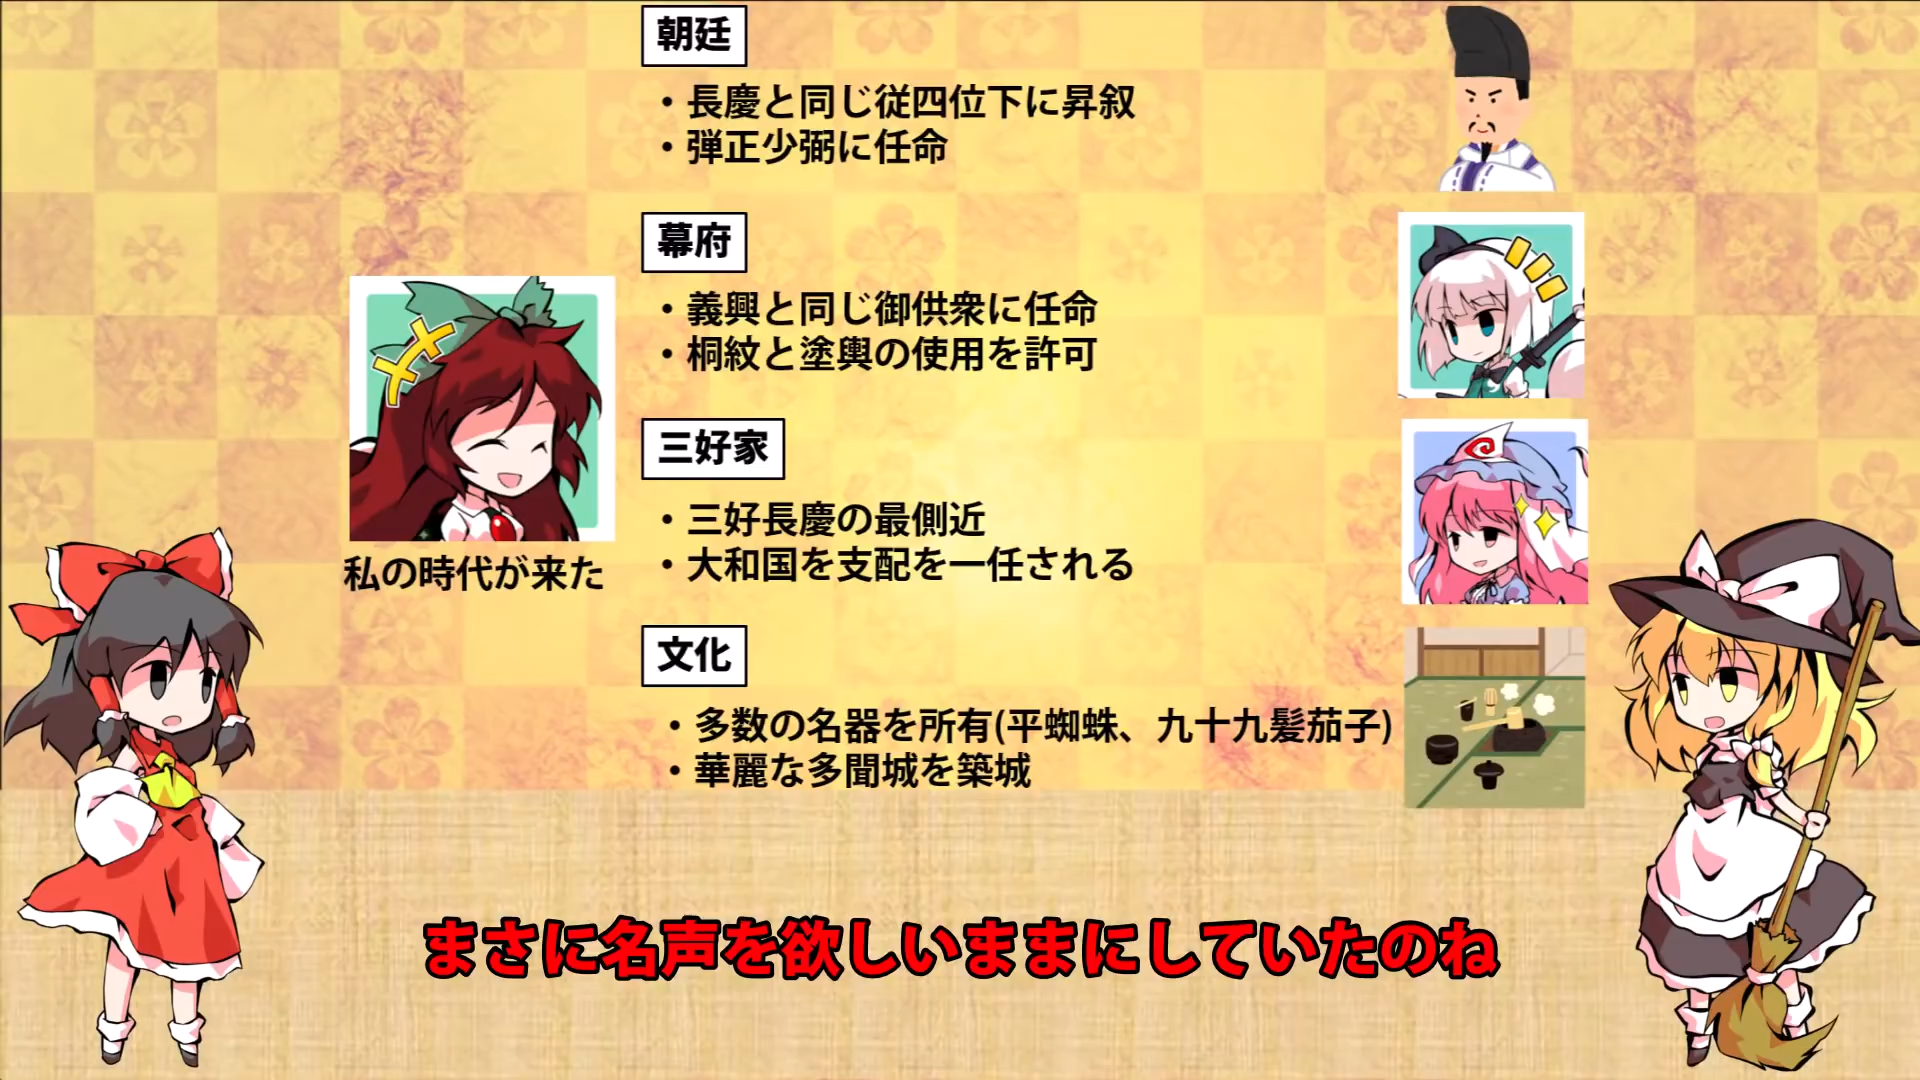 朝廷
・長慶と同じ従四位下に昇叙
・弾正少弼に任命
幕府
・義興と同じ御供衆に任命
・桐紋と塗輿の使用を許可
私の時代が来た
三好家
・三好長慶の最側近
・大和国を支配を一任される
文化
・多数の名器を所有(平蜘蛛、九十九髪茄子)
・華麗な多聞城を築城
まさに名声を欲しいままにしていたのね